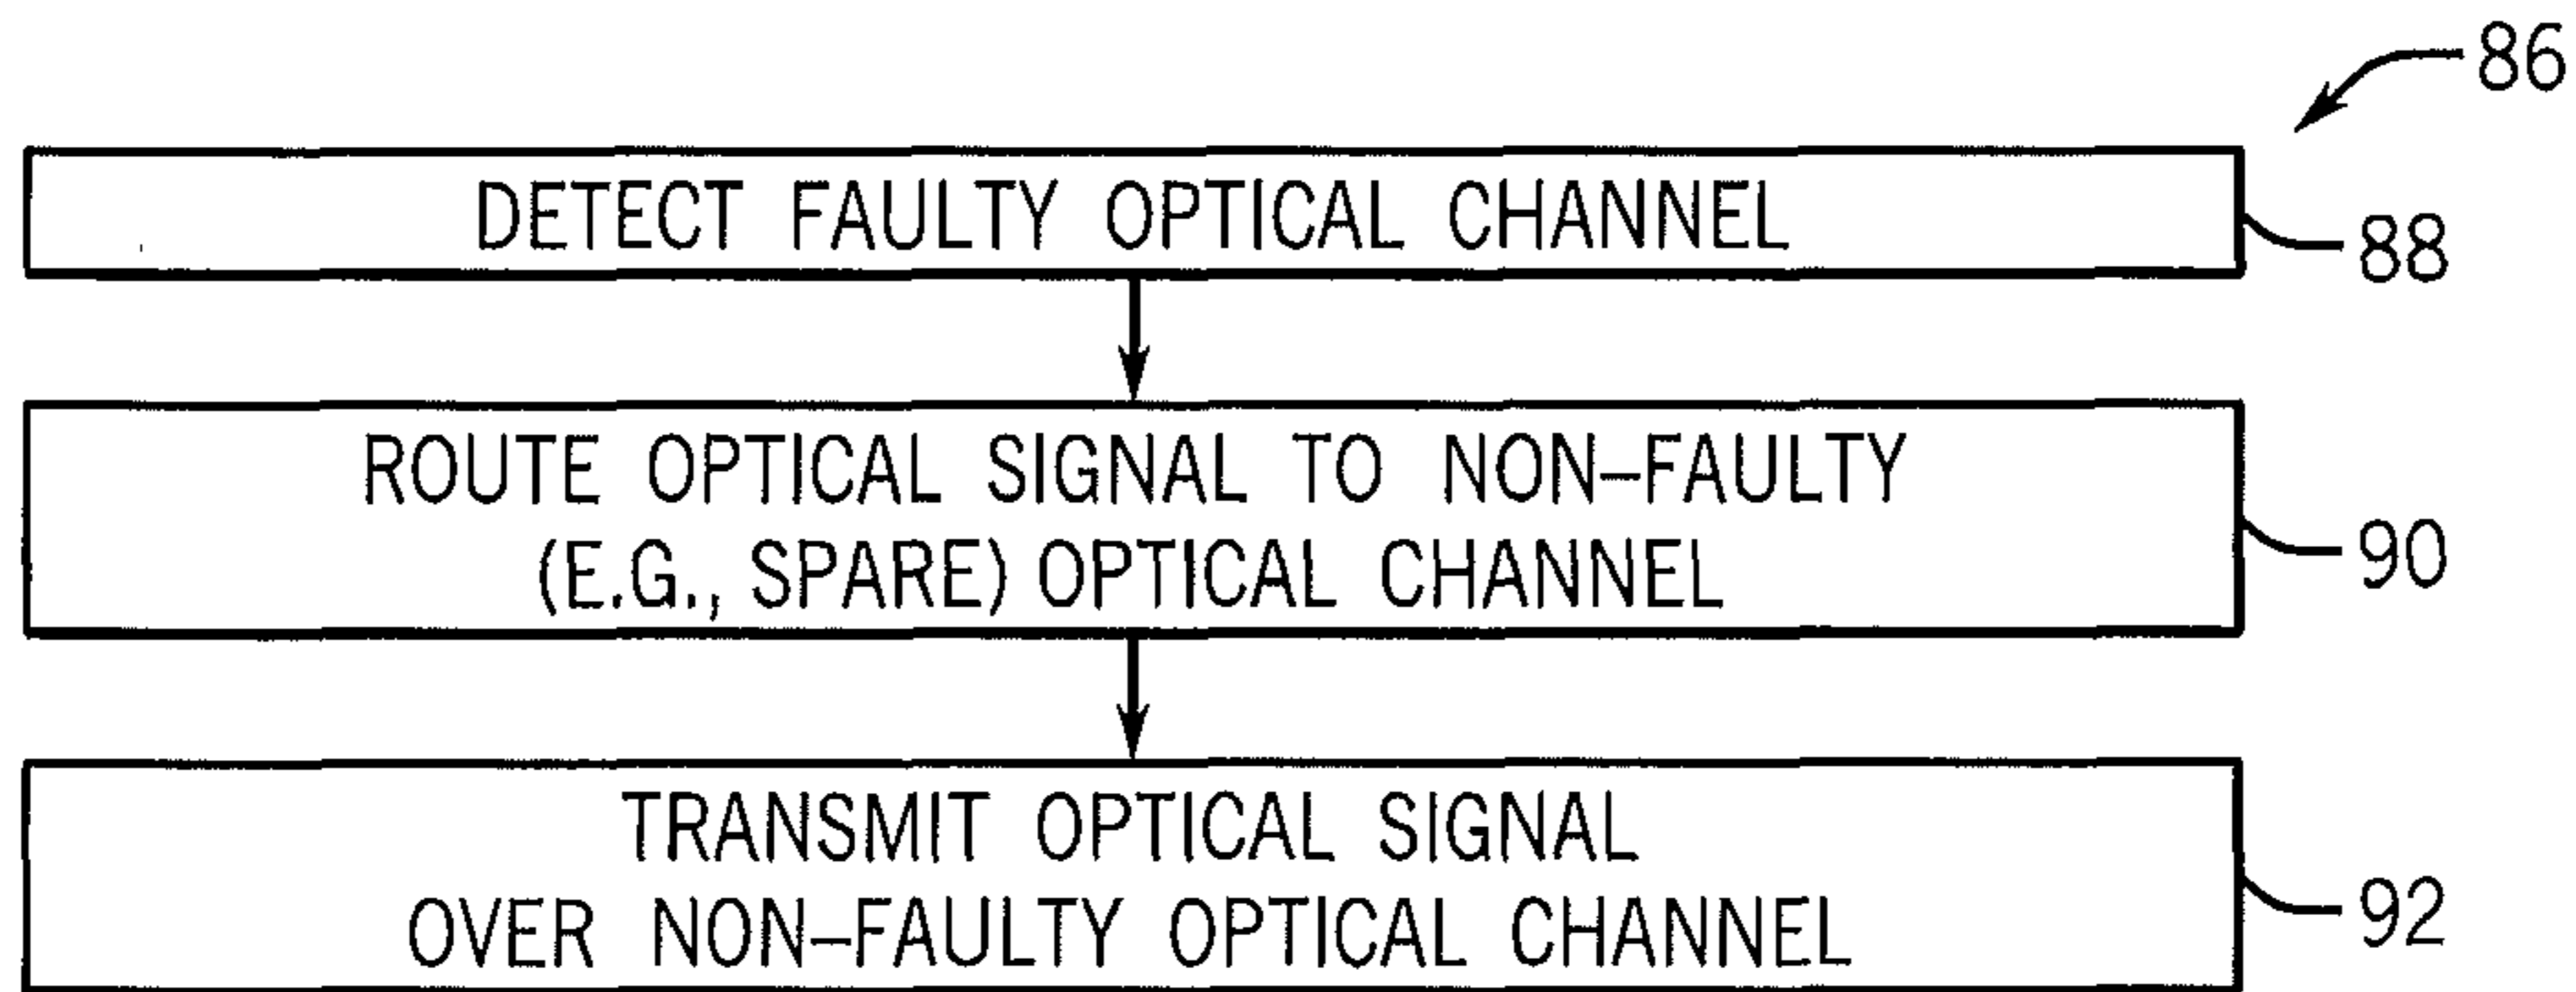 86
DETECT FAULTY OPTICAL CHANNEL
88
ROUTE OPTICAL SIGNAL TO NON–FAULTY
(E.G., SPARE) OPTICAL CHANNEL
90
TRANSMIT OPTICAL SIGNAL
OVER NON–FAULTY OPTICAL CHANNEL
92